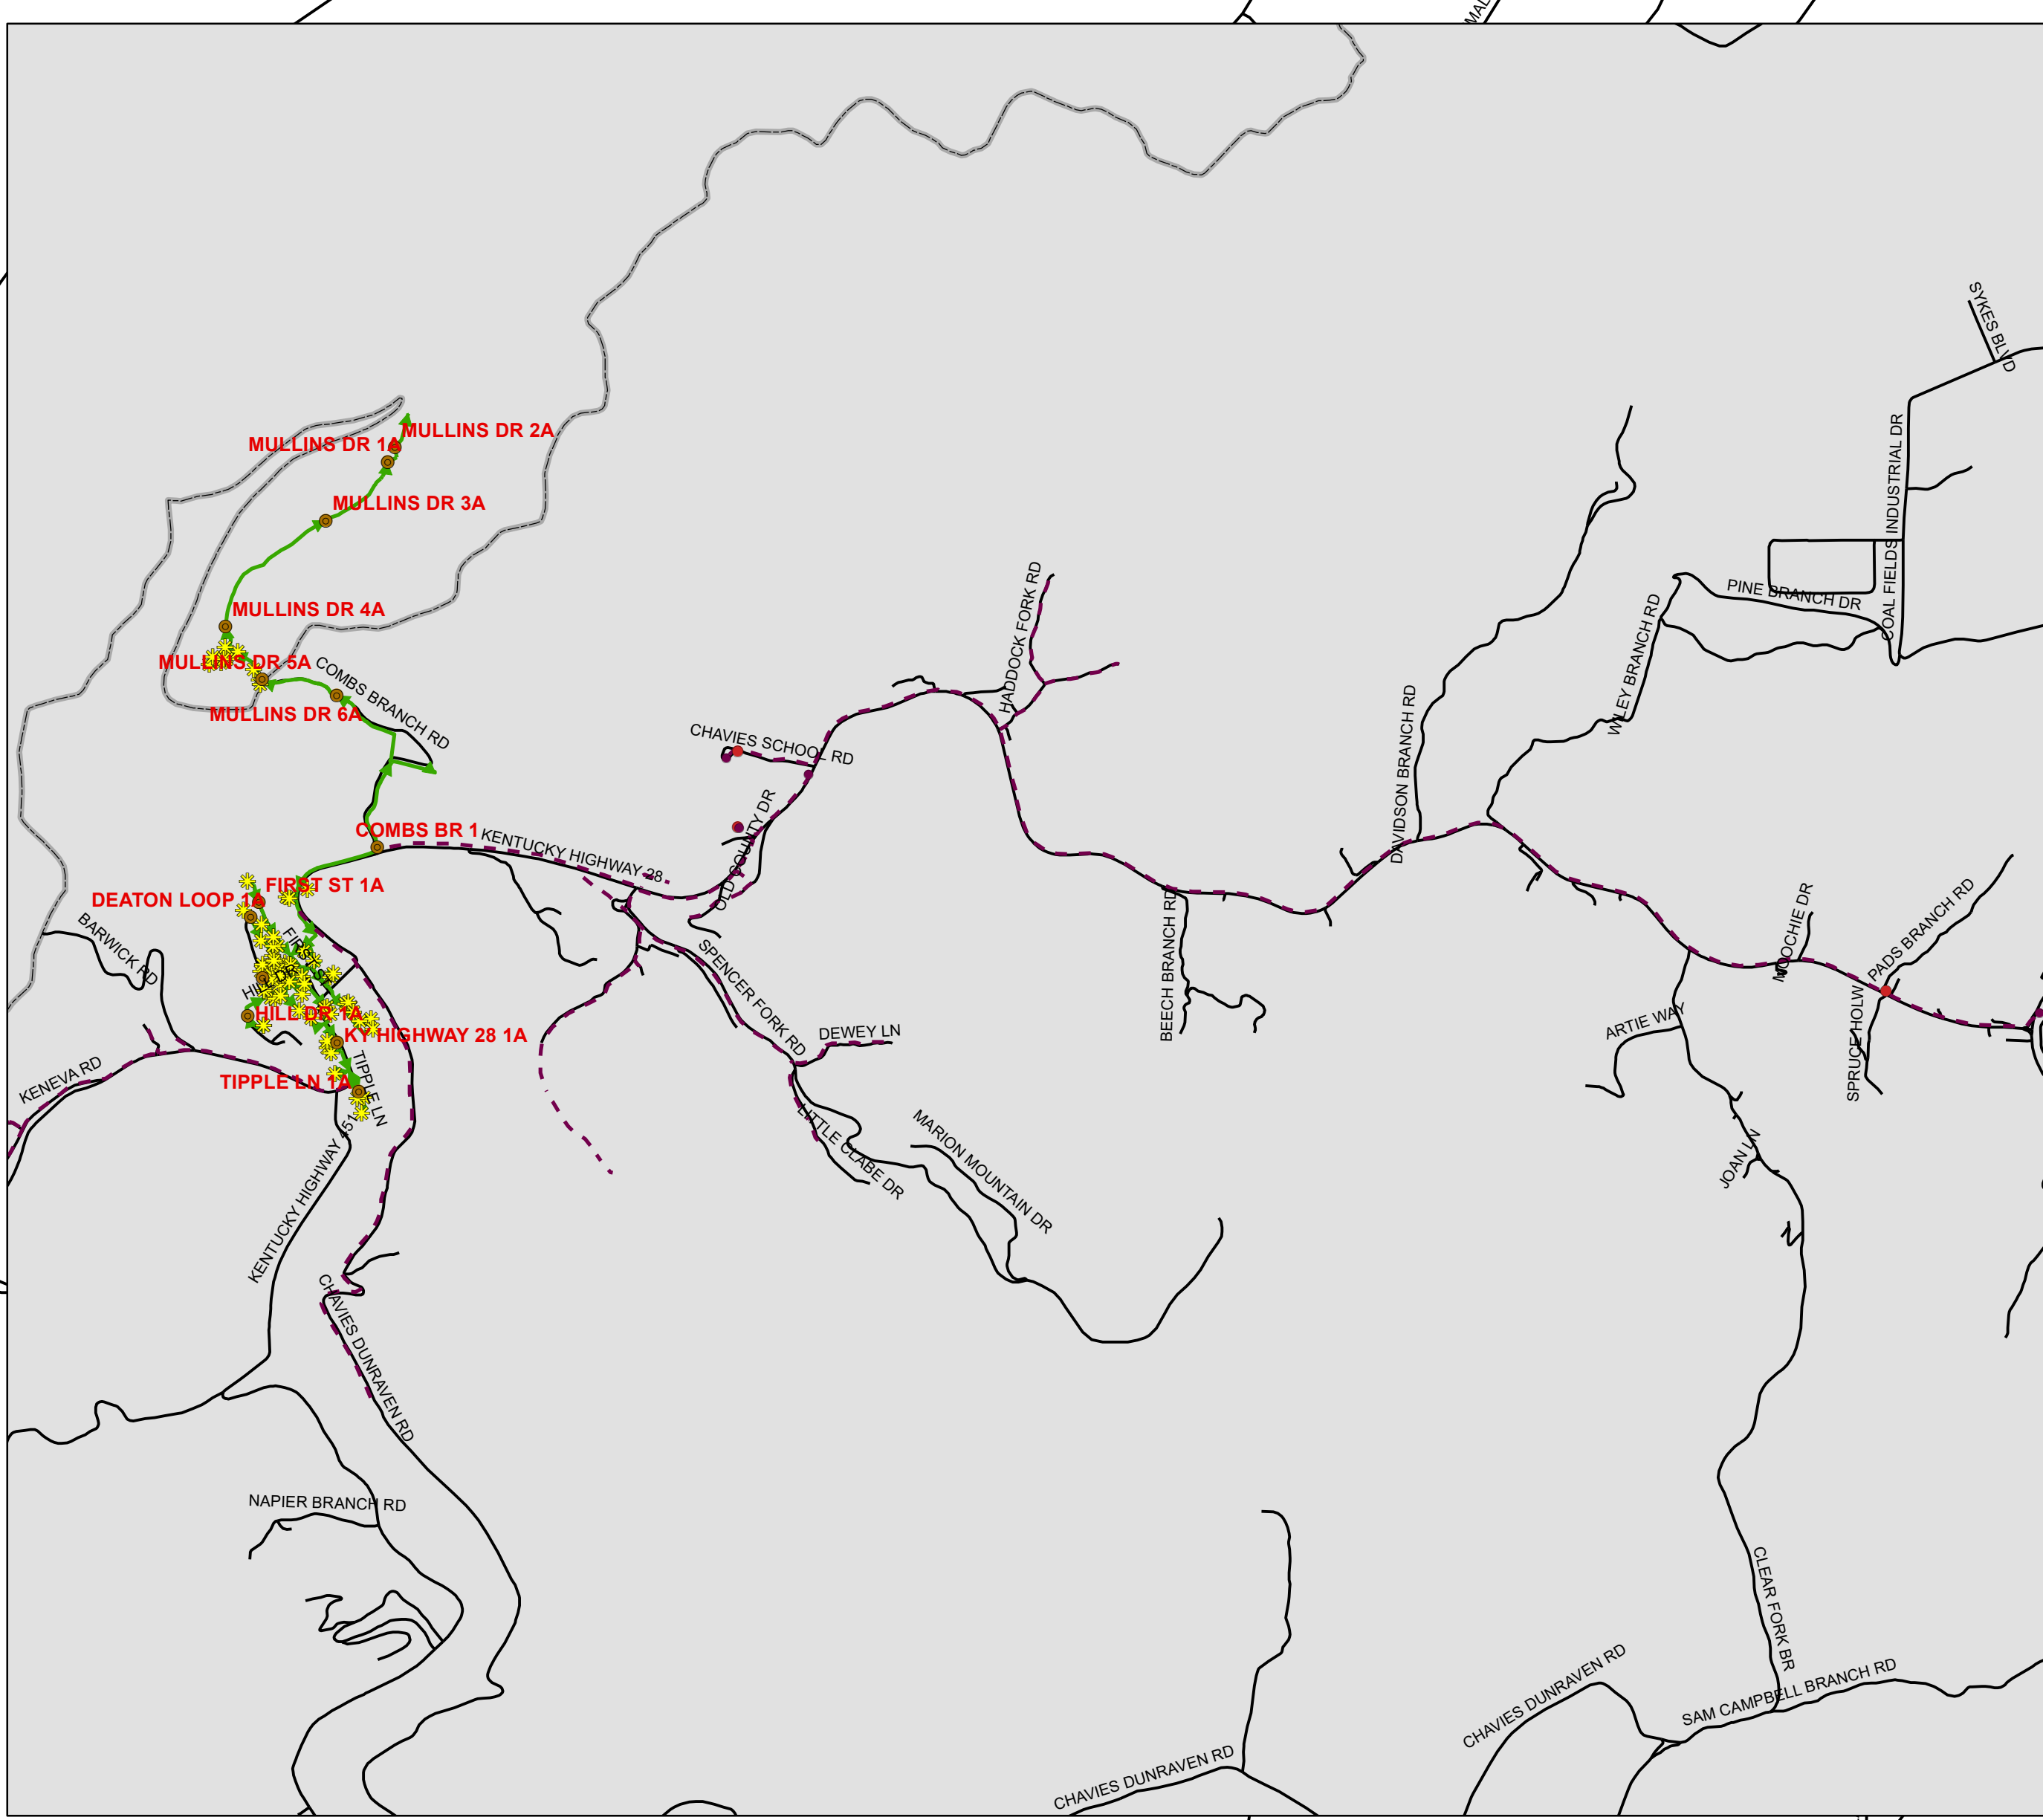 MAL
SYKES BLVD
MULLINS DR 2A
MULLINS DR 1A
COAL FIELDS INDUSTRIAL DR
MULLINS DR 3A
HADDOCK FORK RD
PINE BRANCH DR
MULLINS DR 4A
WILEY BRANCH RD
MULLINS DR 5A
COMBS BRANCH RD
MULLINS DR 6A
CHAVIES SCHOOL RD
DAVIDSON BRANCH RD
OLD COUNTY DR
COMBS BR 1
KENTUCKY HIGHWAY 28
FIRST ST 1A
DEATON LOOP 1A
BARWICK RD
FIRST ST
HILL DR
HILL DR 1A
KY HIGHWAY 28 1A
SPENCER FORK RD
DEWEY LN
BEECH BRANCH RD
MOOCHIE DR
PADS BRANCH RD
ARTIE WAY
SPRUCE HOLW
KENEVA RD
TIPPLE LN 1A
TIPPLE LN
LITTLE CLABE DR
MARION MOUNTAIN DR
JOAN LN
KENTUCKY HIGHWAY 451
CHAVIES DUNRAVEN RD
NAPIER BRANCH RD
CLEAR FORK BR
CHAVIES DUNRAVEN RD
SAM CAMPBELL BRANCH RD
CHAVIES DUNRAVEN RD